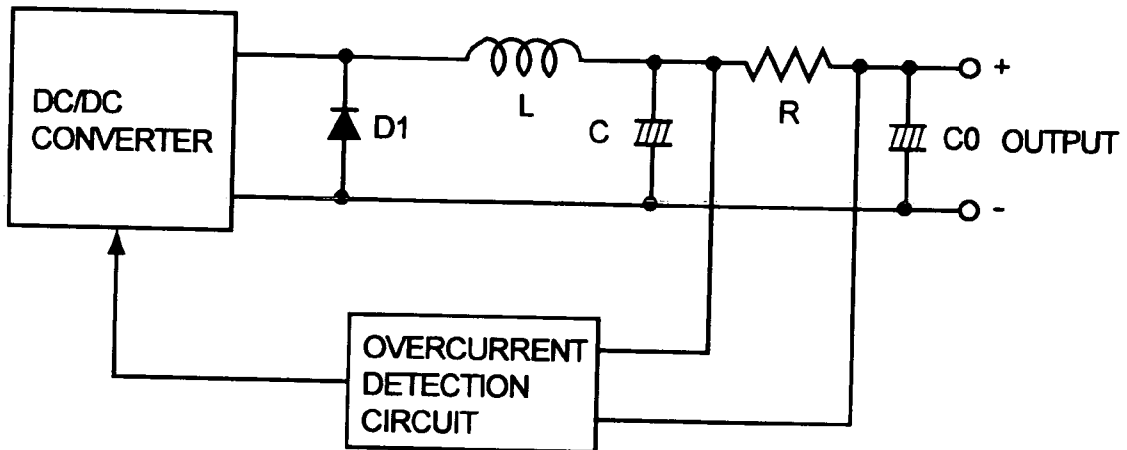 DC/DC
CONVERTER
D1
L
C
R
C0 OUTPUT
+
-
OVERCURRENT
DETECTION
CIRCUIT